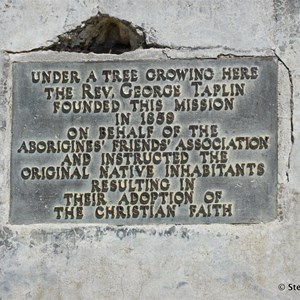 UNDER A TREE GROWING HERE
THE REV. GEORGE TAPLIN
FOUNDED THIS MISSION
IN 1859
ON BEHALF OF THE
ABORIGINES' FRIENDS' ASSOCIATION
AND INSTRUCTED THE
ORIGINAL NATIVE INHABITANTS
RESULTING IN
THEIR ADOPTION OF
THE CHRISTIAN FAITH
© Ste